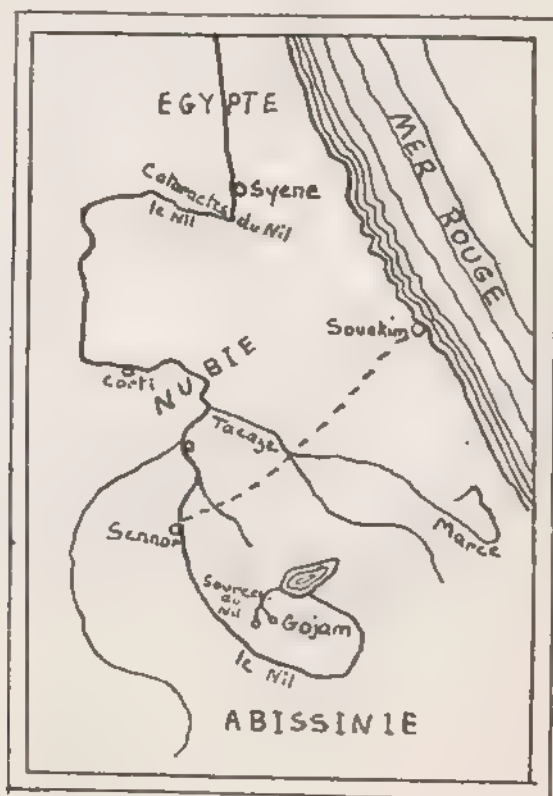 EGYPTE
MER ROUGE
Syene
Cataractes du Nil
le Nil
Souakim
NUBIE
Corti
Tacaze
Marce
Sennar
Sources
du
Nil
Gojam
le Nil
ABISSINIE